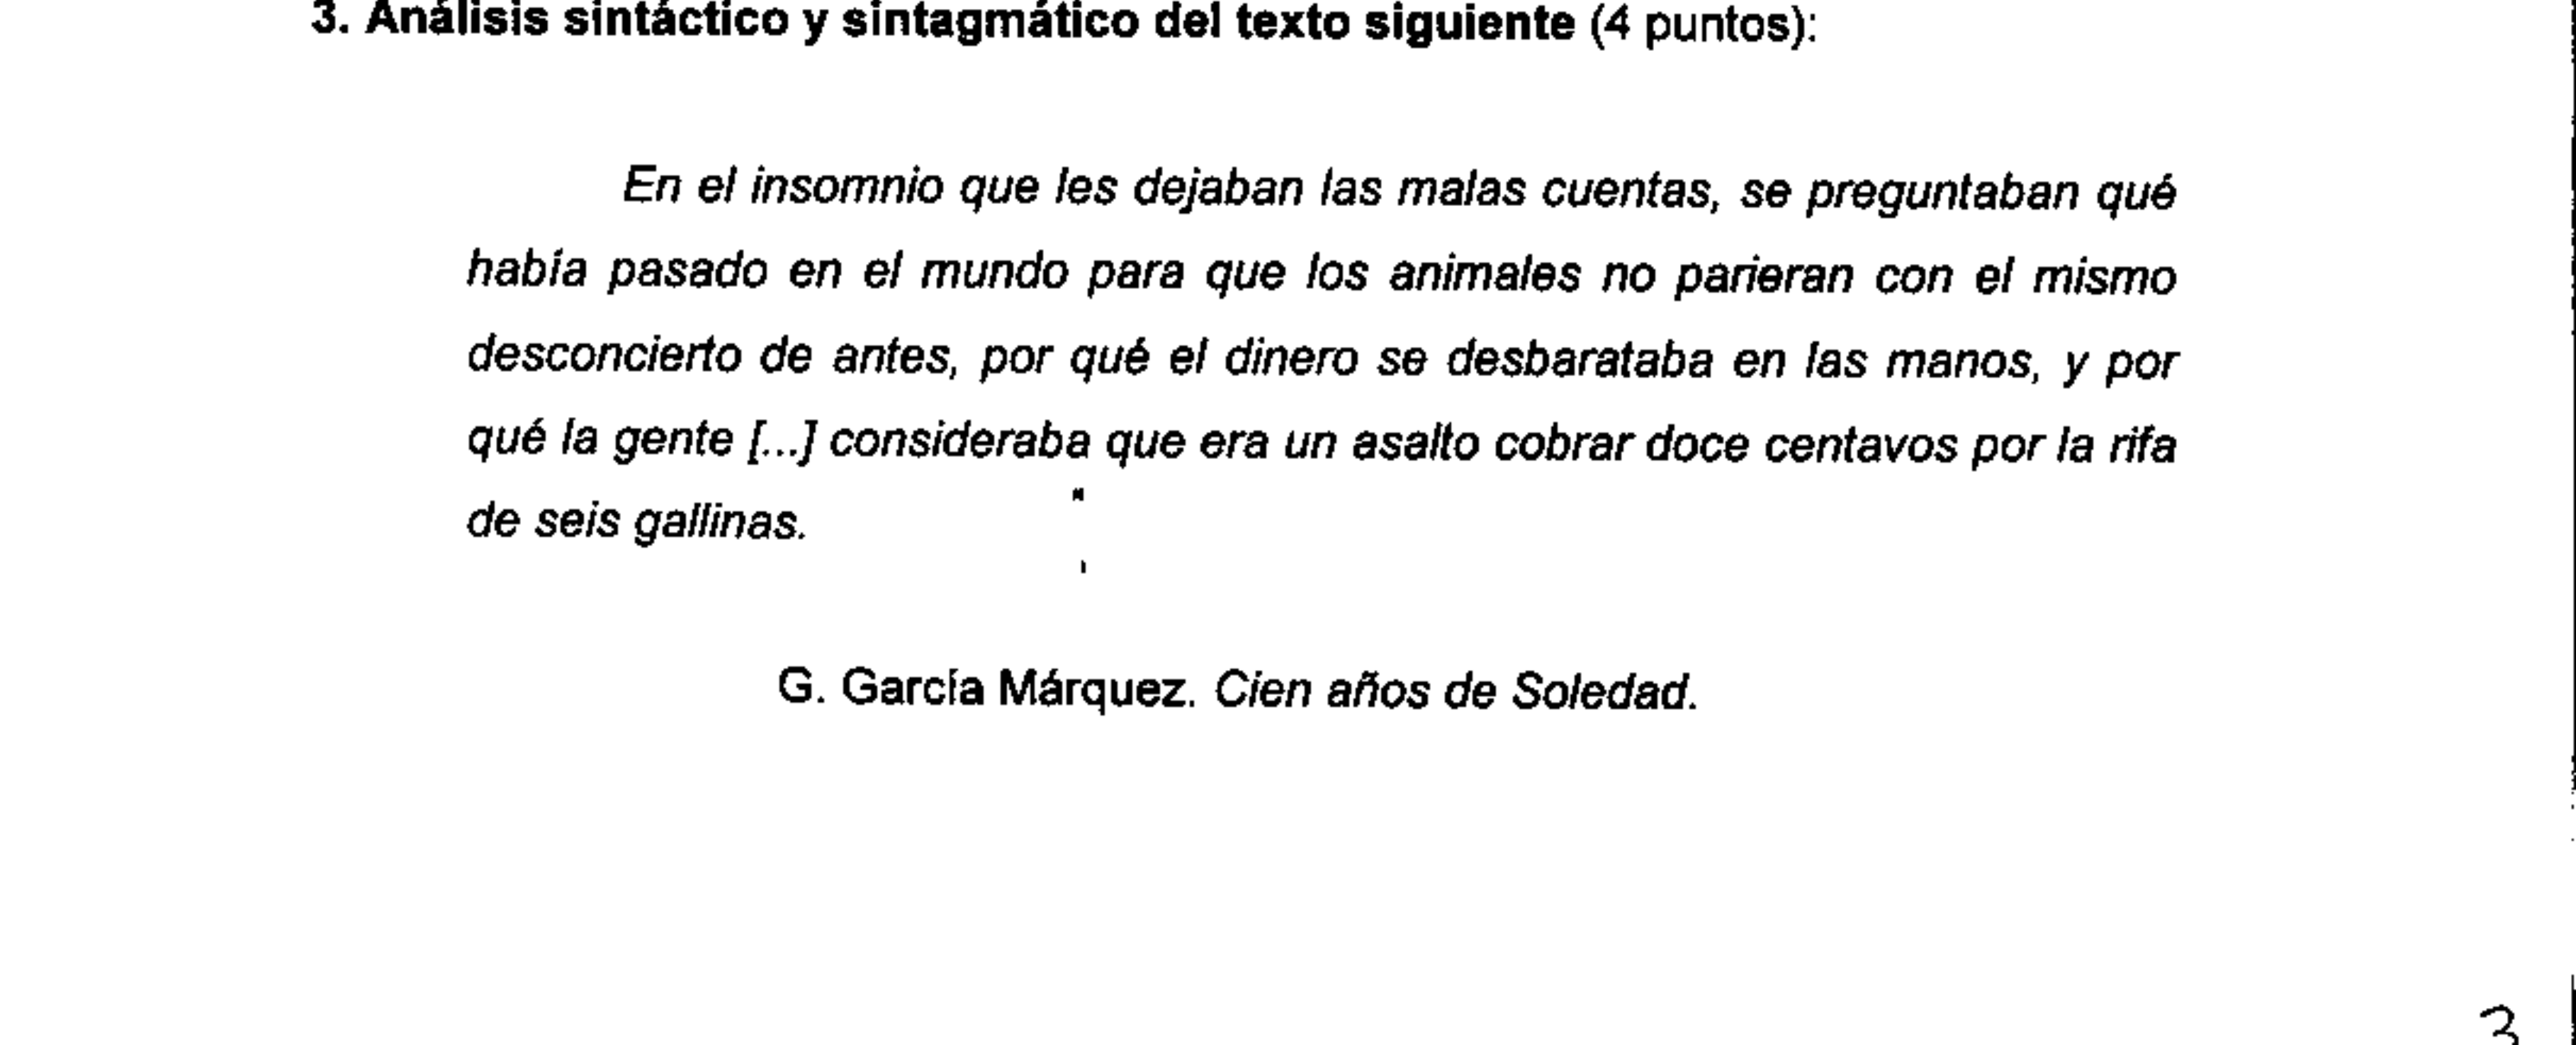 3. Análisis sintáctico y sintagmático del texto siguiente (4 puntos):
En el insomnio que les dejaban las malas cuentas, se preguntaban qué
había pasado en el mundo para que los animales no parieran con el mismo
desconcierto de antes, por qué el dinero se desbarataba en las manos, y por
qué la gente [...] consideraba que era un asalto cobrar doce centavos por la rifa
de seis gallinas.
G. García Márquez. Cien años de Soledad.
3